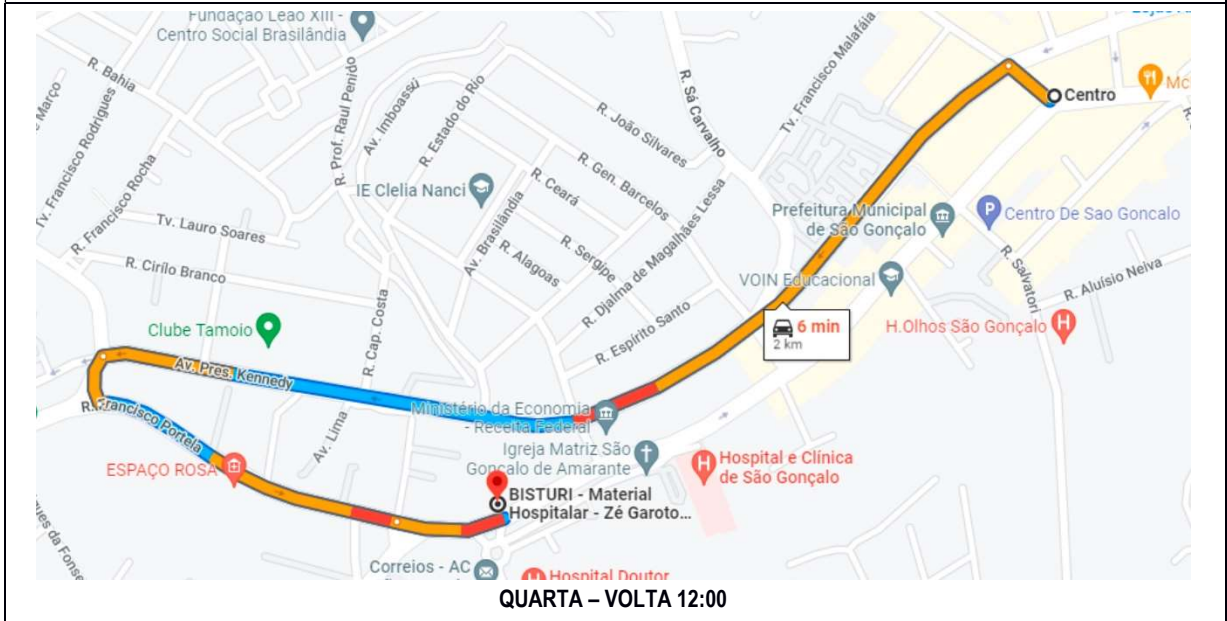 Fundação Leão XIII -
Centro Social Brasilândia
R. Bahia
Março
Tv. Francisco Rodrigues
R. Francisco Rocha
R. Prof. Raul Penido
Av. Imboassú
R. Estado do Rio
R. João Silvares
R. Sá Carvalho
Tv. Francisco Malafáia
Centro
IE Clelia Nanci
R. Gen. Barcelos
R. Ceará
Av. Brasilândia
R. Alagoas
R. Sergipe
R. Djalma de Magalhães Lessa
R. Espírito Santo
Prefeitura Municipal
de São Gonçalo
Centro De Sao Goncalo
VOIN Educacional
R. Salvatori
R. Aluísio Neiva
H.Olhos São Gonçalo
Tv. Lauro Soares
R. Cirílo Branco
R. Cap. Costa
Clube Tamoio
6 min
2 km
Av. Pres. Kennedy
R. Francisco Portela
Av. Lima
Ministério da Economia
- Receita Federal
Igreja Matriz São
Gonçalo de Amarante
ESPAÇO ROSA
Hospital e Clínica
de São Gonçalo
BISTURI - Material
Hospitalar - Zé Garoto...
Correios - AC
Hospital Doutor
QUARTA – VOLTA 12:00